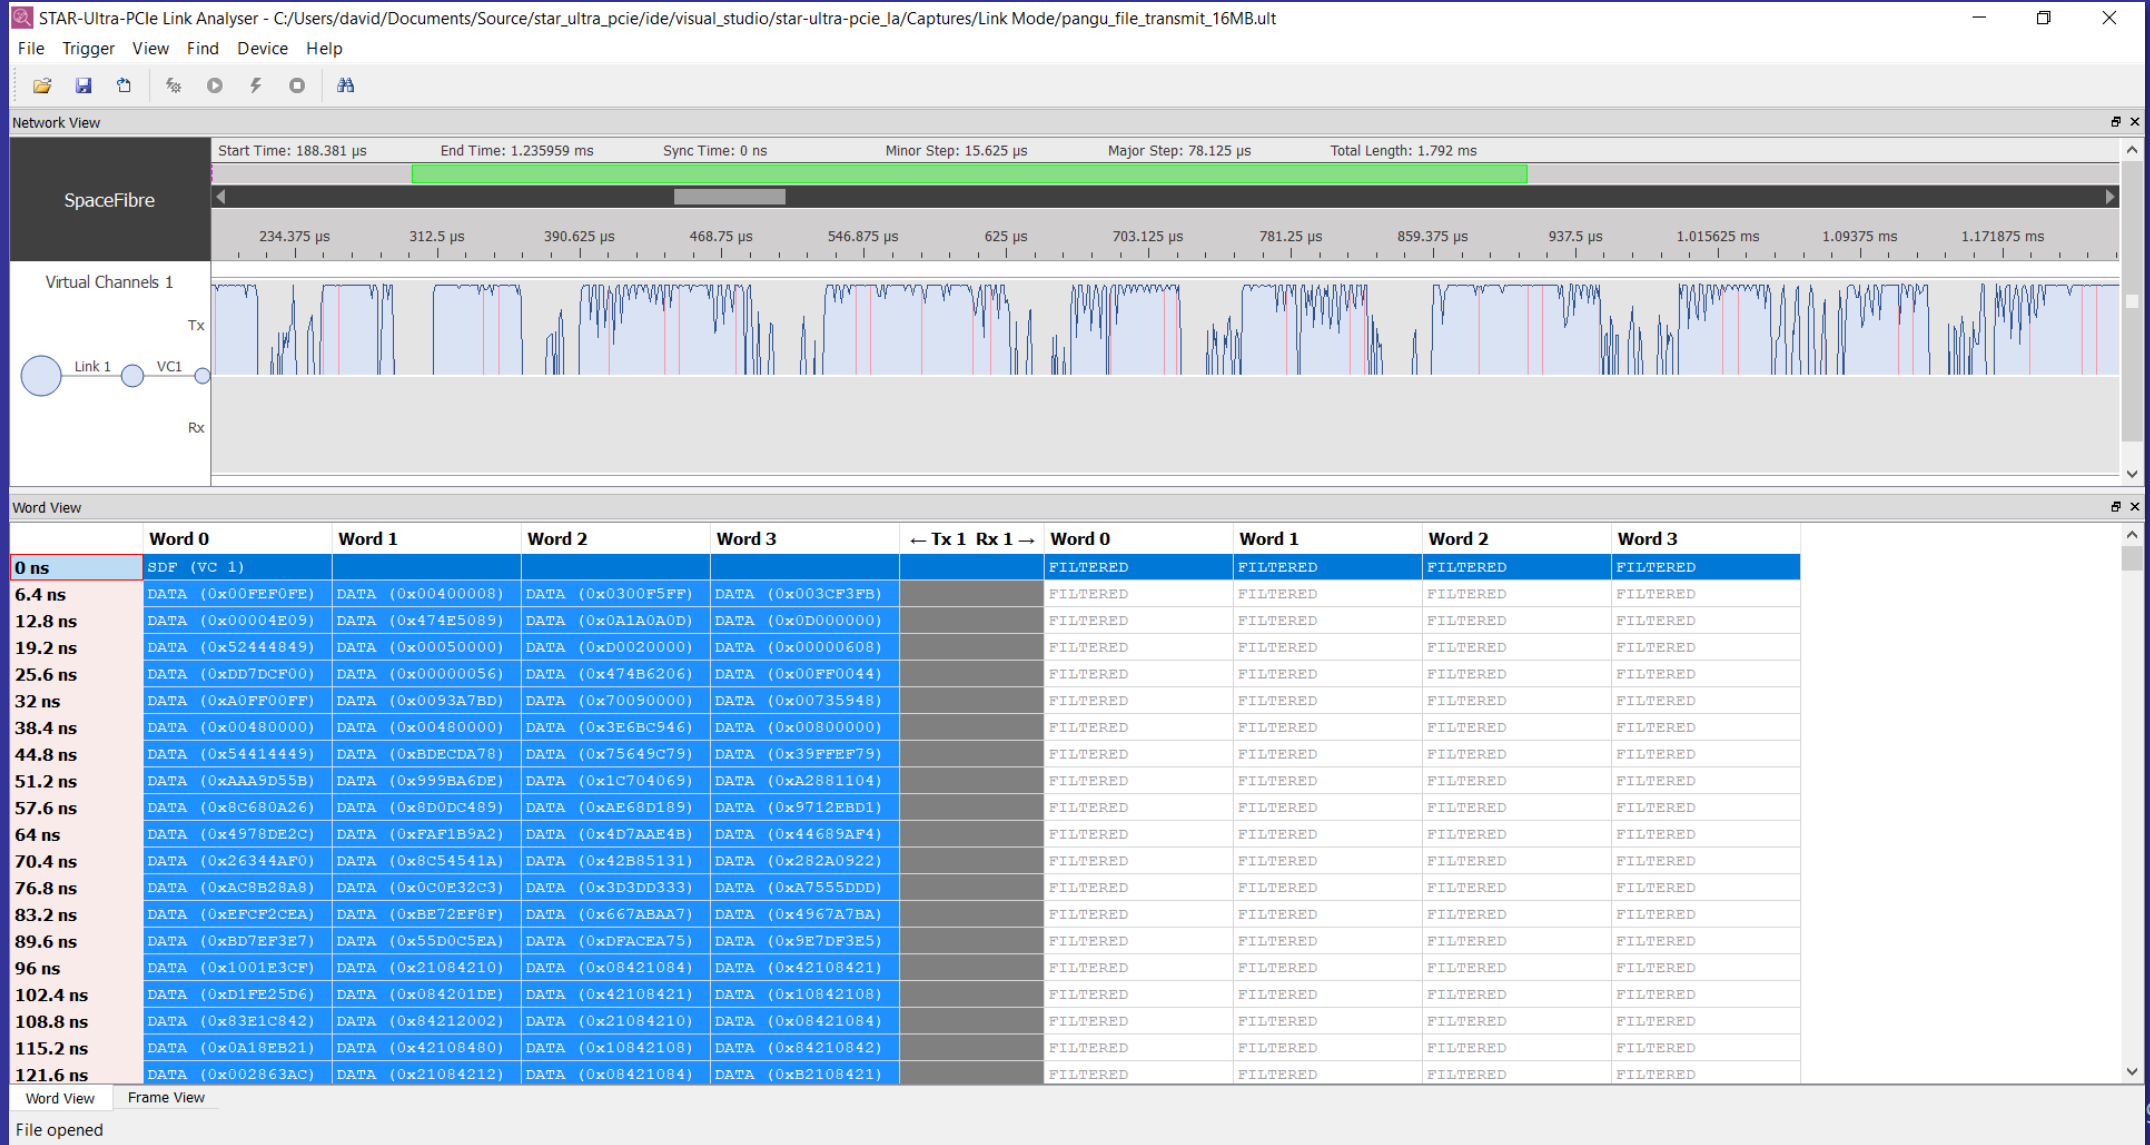 STAR-Ultra-PCIe Link Analyser - C:/Users/david/Documents/Source/star_ultra_pcie/ide/visual_studio/star-ultra-pcie_la/Captures/Link Mode/pangu_file_transmit_16MB.ult
File Trigger View Find Device Help
Network View
Start Time: 188.381 µs End Time: 1.235959 ms Sync Time: 0 ns Minor Step: 15.625 µs Major Step: 78.125 µs Total Length: 1.792 ms
SpaceFibre
234.375 µs 312.5 µs 390.625 µs 468.75 µs 546.875 µs 625 µs 703.125 µs 781.25 µs 859.375 µs 937.5 µs 1.015625 ms 1.09375 ms 1.171875 ms
Virtual Channels 1
Tx
Link 1 VC1
Rx
Word View
Word 0 Word 1 Word 2 Word 3 ←Tx 1 Rx 1→ Word 0 Word 1 Word 2 Word 3
0 ns SDF (VC 1) FILTERED FILTERED FILTERED FILTERED
6.4 ns DATA (0x00FEF0FE) DATA (0x00400008) DATA (0x0300F5FF) DATA (0x003CF3FB) FILTERED FILTERED FILTERED FILTERED
12.8 ns DATA (0x00004E09) DATA (0x474E5089) DATA (0x0A1A0A0D) DATA (0x0D000000) FILTERED FILTERED FILTERED FILTERED
19.2 ns DATA (0x52444849) DATA (0x00050000) DATA (0xD0020000) DATA (0x00000608) FILTERED FILTERED FILTERED FILTERED
25.6 ns DATA (0xDD7DCF00) DATA (0x00000056) DATA (0x474B6206) DATA (0x00FF0044) FILTERED FILTERED FILTERED FILTERED
32 ns DATA (0xA0FF00FF) DATA (0x0093A7BD) DATA (0x70090000) DATA (0x00735948) FILTERED FILTERED FILTERED FILTERED
38.4 ns DATA (0x00480000) DATA (0x00480000) DATA (0x3E6BC946) DATA (0x00800000) FILTERED FILTERED FILTERED FILTERED
44.8 ns DATA (0x54414449) DATA (0xBDECDA78) DATA (0x75649C79) DATA (0x39FFEF79) FILTERED FILTERED FILTERED FILTERED
51.2 ns DATA (0xAAA9D55B) DATA (0x999BA6DE) DATA (0x1C704069) DATA (0xA2881104) FILTERED FILTERED FILTERED FILTERED
57.6 ns DATA (0x8C680A26) DATA (0x8D0DC489) DATA (0xAE68D189) DATA (0x9712EBD1) FILTERED FILTERED FILTERED FILTERED
64 ns DATA (0x4978DE2C) DATA (0xFAF1B9A2) DATA (0x4D7AAE4B) DATA (0x44689AF4) FILTERED FILTERED FILTERED FILTERED
70.4 ns DATA (0x26344AF0) DATA (0x8C54541A) DATA (0x42B85131) DATA (0x282A0922) FILTERED FILTERED FILTERED FILTERED
76.8 ns DATA (0xAC8B28A8) DATA (0x0C0E32C3) DATA (0x3D3DD333) DATA (0xA7555DDD) FILTERED FILTERED FILTERED FILTERED
83.2 ns DATA (0xEFCF2CEA) DATA (0xBE72EF8F) DATA (0x667ABAA7) DATA (0x4967A7BA) FILTERED FILTERED FILTERED FILTERED
89.6 ns DATA (0xBD7EF3E7) DATA (0x55D0C5EA) DATA (0xDFACEA75) DATA (0x9E7DF3E5) FILTERED FILTERED FILTERED FILTERED
96 ns DATA (0x1001E3CF) DATA (0x21084210) DATA (0x08421084) DATA (0x42108421) FILTERED FILTERED FILTERED FILTERED
102.4 ns DATA (0xD1FE25D6) DATA (0x084201DE) DATA (0x42108421) DATA (0x10842108) FILTERED FILTERED FILTERED FILTERED
108.8 ns DATA (0x83E1C842) DATA (0x84212002) DATA (0x21084210) DATA (0x08421084) FILTERED FILTERED FILTERED FILTERED
115.2 ns DATA (0x0A18EB21) DATA (0x42108480) DATA (0x10842108) DATA (0x84210842) FILTERED FILTERED FILTERED FILTERED
121.6 ns DATA (0x002863AC) DATA (0x21084212) DATA (0x08421084) DATA (0xB2108421) FILTERED FILTERED FILTERED FILTERED
Word View Frame View
File opened